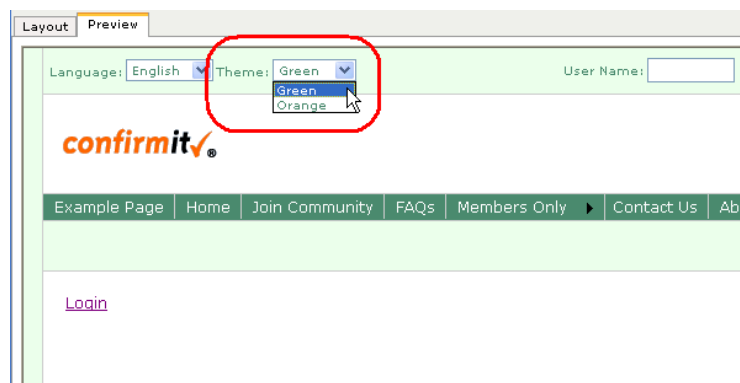 Layout Preview
Language: English Theme: Green User Name:
Green
Orange
confirmit®
Example Page Home Join Community FAQs Members Only Contact Us Ab
Login